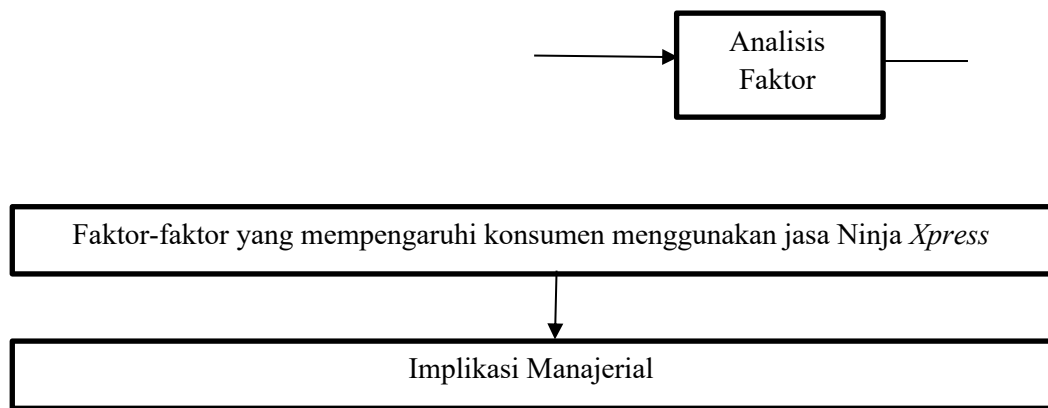 Analisis
Faktor
Faktor-faktor yang mempengaruhi konsumen menggunakan jasa Ninja Xpress
Implikasi Manajerial